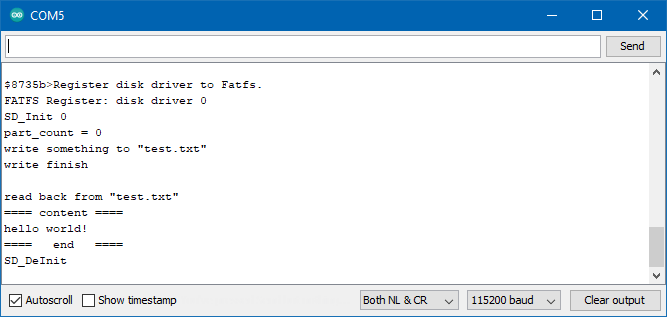 COM5
Send
$8735b>Register disk driver to Fatfs.
FATFS Register: disk driver 0
SD_Init 0
part_count = 0
write something to "test.txt"
write finish
read back from "test.txt"
==== content ====
hello world!
====   end   ====
SD_DeInit
Autoscroll Show timestamp Both NL & CR 115200 baud Clear output